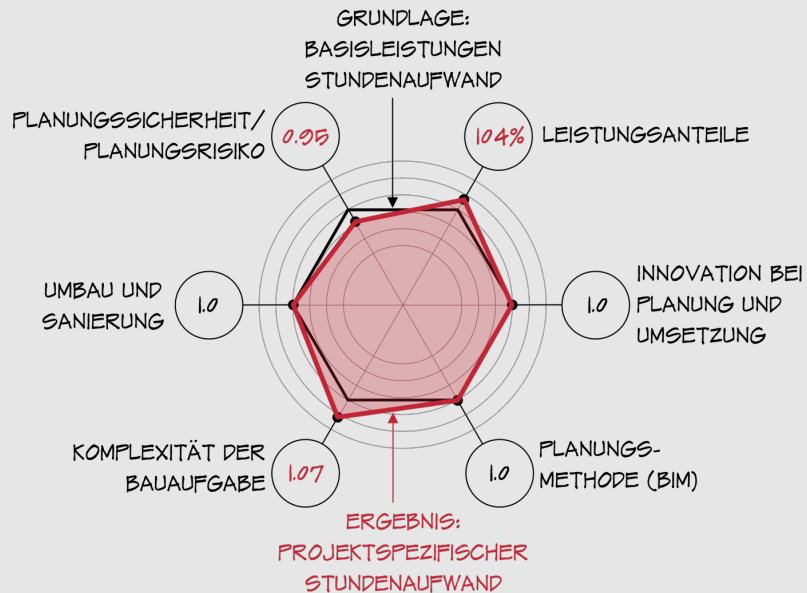 GRUNDLAGE:
BASISLEISTUNGEN
STUNDENAUFWAND
PLANUNGSSICHERHEIT/
PLANUNGSRISIKO
0.95
104%
LEISTUNGSANTEILE
UMBAU UND
SANIERUNG
1.0
1.0
INNOVATION BEI
PLANUNG UND
UMSETZUNG
KOMPLEXITÄT DER
BAUAUFGABE
1.07
1.0
PLANUNGS-
METHODE (BIM)
ERGEBNIS:
PROJEKTSPEZIFISCHER
STUNDENAUFWAND